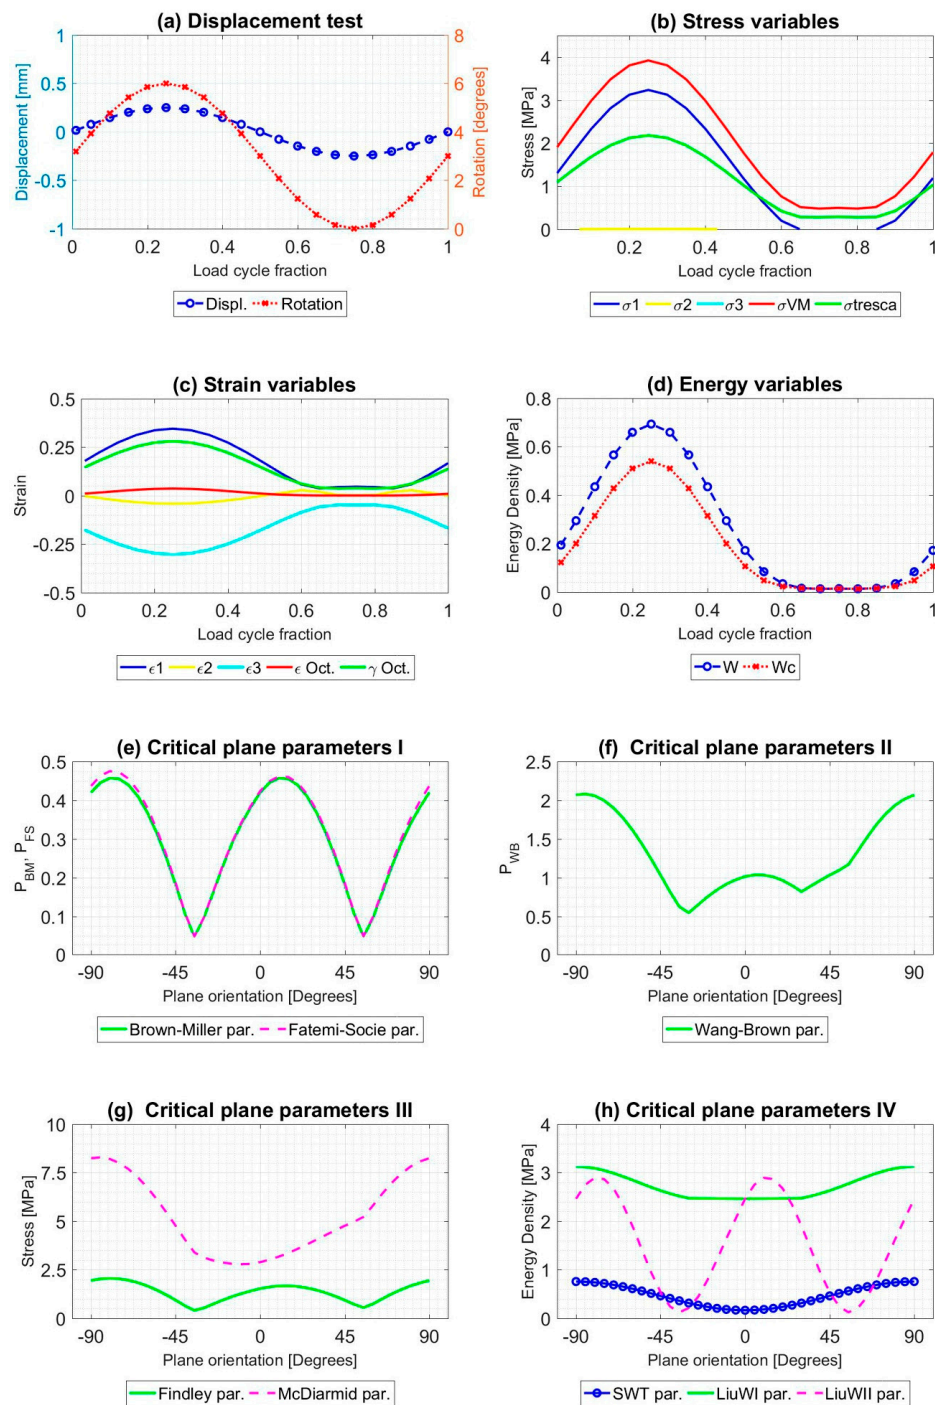 (a) Displacement test
Displacement [mm]
1
0.5
0
-0.5
-1
Rotation [degrees]
8
6
4
2
0
0 0.2 0.4 0.6 0.8 1
Load cycle fraction
Displ. Rotation
(b) Stress variables
Stress [MPa]
4
3
2
1
0
0.2 0.4 0.6 0.8 1
Load cycle fraction
σ1 σ2 σ3 σVM σtresca
(c) Strain variables
Strain
0.5
0.25
0
-0.25
-0.5
0 0.2 0.4 0.6 0.8 1
Load cycle fraction
ϵ1 ϵ2 ϵ3 ϵ Oct. γ Oct.
(d) Energy variables
Energy Density [MPa]
0.8
0.6
0.4
0.2
0
0 0.2 0.4 0.6 0.8 1
Load cycle fraction
W Wc
(e) Critical plane parameters I
P_BM, P_FS
0.5
0.4
0.3
0.2
0.1
0
-90 -45 0 45 90
Plane orientation [Degrees]
Brown-Miller par. Fatemi-Socie par.
(f) Critical plane parameters II
P_WB
2.5
2
1.5
1
0.5
0
-90 -45 0 45 90
Plane orientation [Degrees]
Wang-Brown par.
(g) Critical plane parameters III
Stress [MPa]
10
7.5
5
2.5
0
-90 -45 0 45 90
Plane orientation [Degrees]
Findley par. McDiarmid par.
(h) Critical plane parameters IV
Energy Density [MPa]
4
3
2
1
0
-90 -45 0 45 90
Plane orientation [Degrees]
SWT par. LiuWI par. LiuWII par.